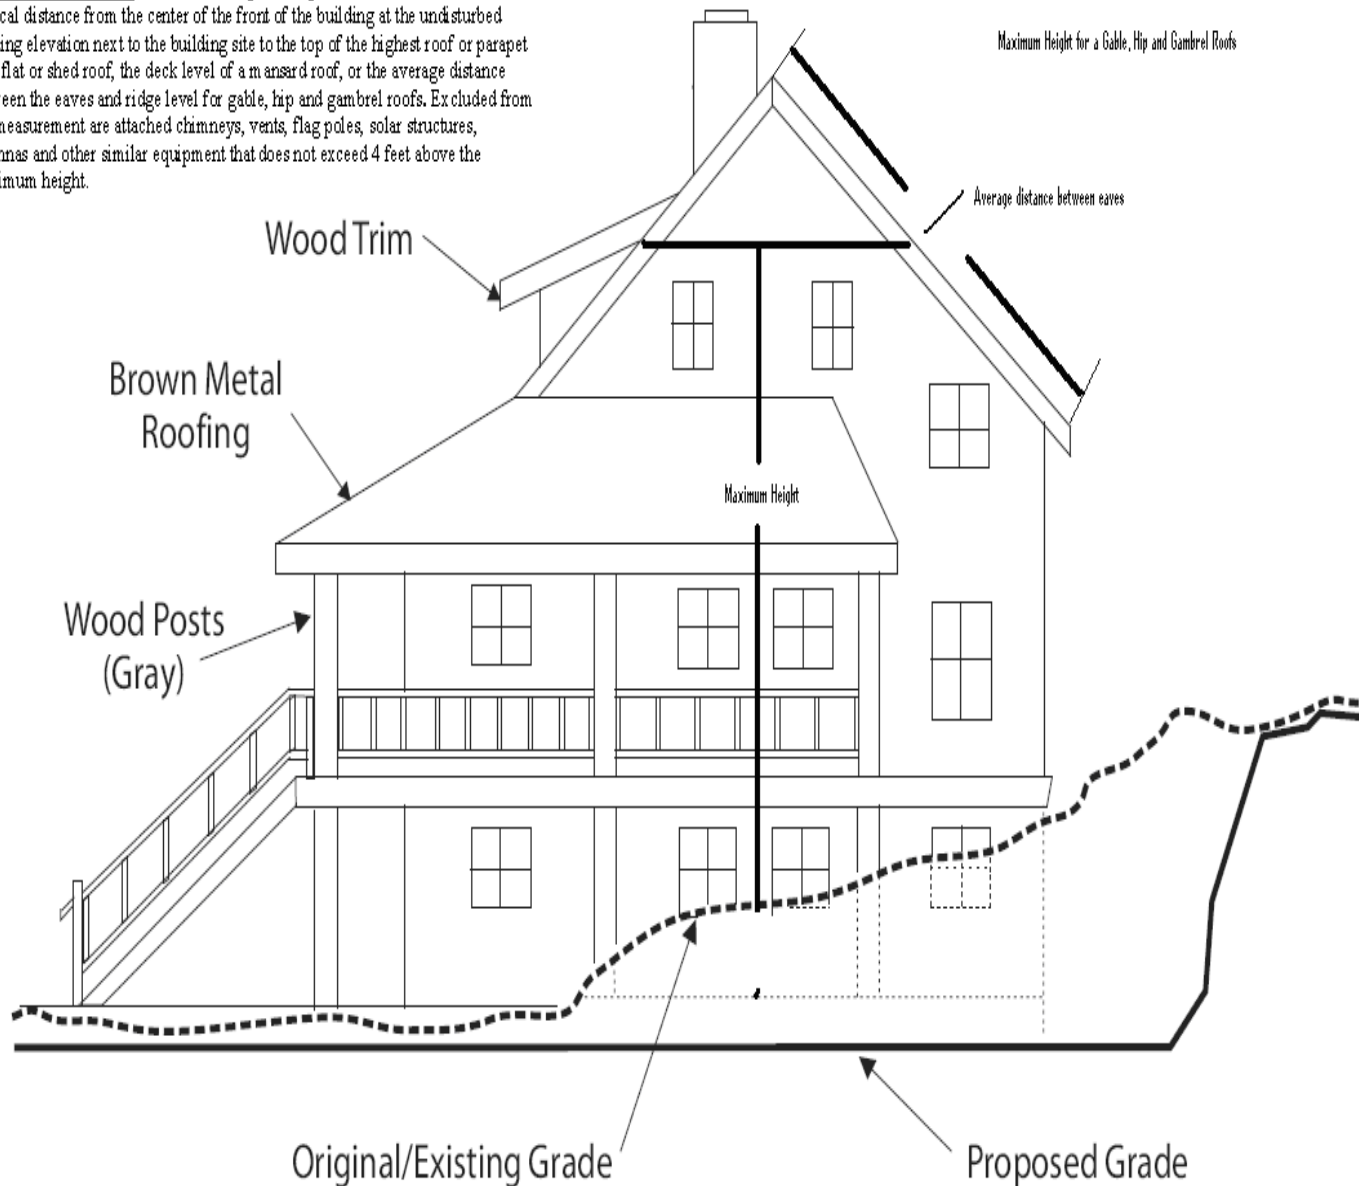 cal distance from the center of the front of the building at the undisturbed
ing elevation next to the building site to the top of the highest roof or parapet
flat or shed roof, the deck level of a mansard roof, or the average distance
een the eaves and ridge level for gable, hip and gambrel roofs. Excluded from
measurement are attached chimneys, vents, flag poles, solar structures,
nnas and other similar equipment that does not exceed 4 feet above the
imum height.
Maximum Height for a Gable, Hip and Gambrel Roofs
Average distance between eaves
Wood Trim
Brown Metal
Roofing
Maximum Height
Wood Posts
(Gray)
Original/Existing Grade
Proposed Grade